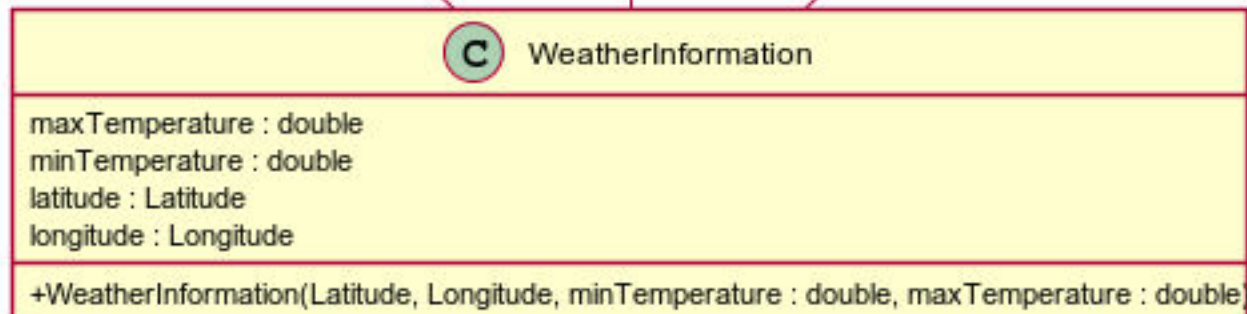 C WeatherInformation
maxTemperature : double
minTemperature : double
latitude : Latitude
longitude : Longitude
+WeatherInformation(Latitude, Longitude, minTemperature : double, maxTemperature : double)